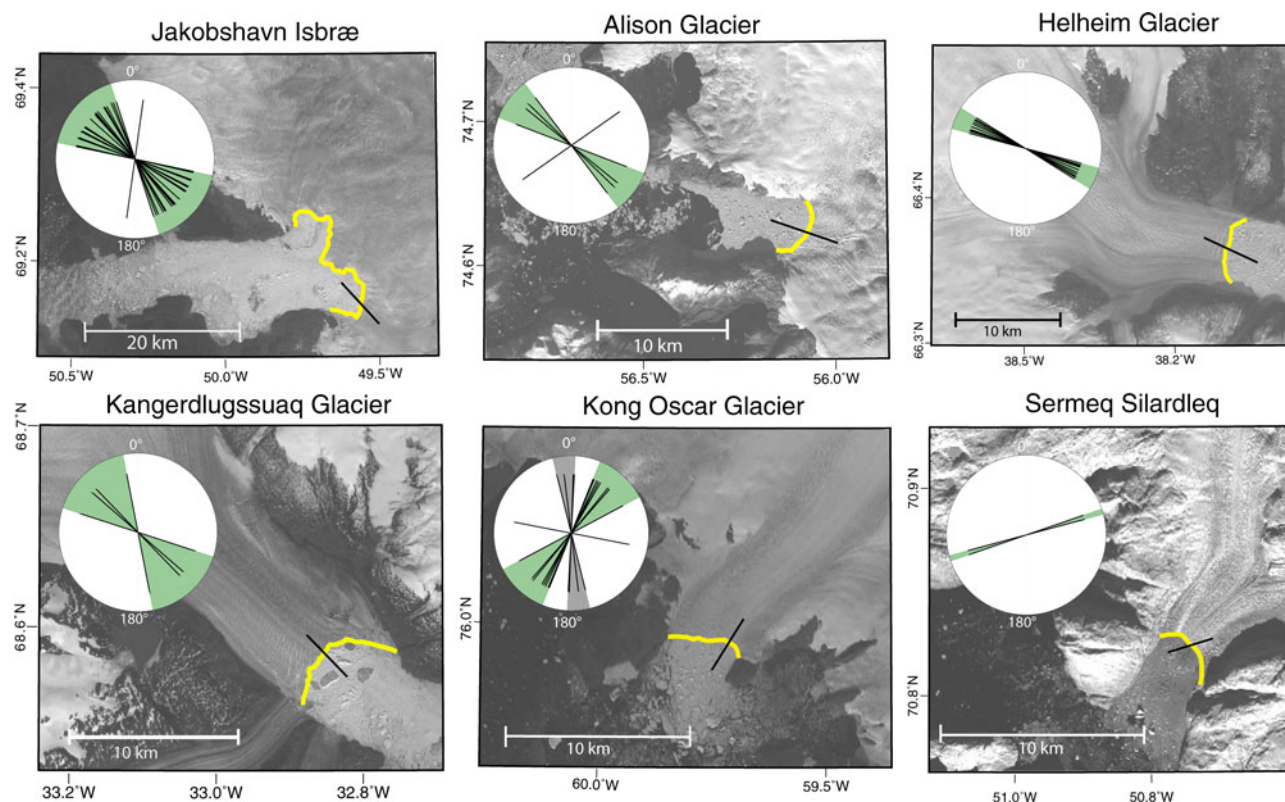 Jakobshavn Isbræ
Alison Glacier
Helheim Glacier
69.4˚N
69.2˚N
0°
180°
20 km
50.5˚W
50.0˚W
49.5˚W
74.7˚N
74.6˚N
0°
180°
10 km
56.5˚W
56.0˚W
66.4˚N
66.3˚N
0°
180°
10 km
38.5˚W
38.2˚W
Kangerdlugssuaq Glacier
Kong Oscar Glacier
Sermeq Silardleq
68.7˚N
68.6˚N
0°
180°
10 km
33.2˚W
33.0˚W
32.8˚W
76.0˚N
0°
180°
10 km
60.0˚W
59.5˚W
70.9˚N
70.8˚N
0°
180°
10 km
51.0˚W
50.8˚W